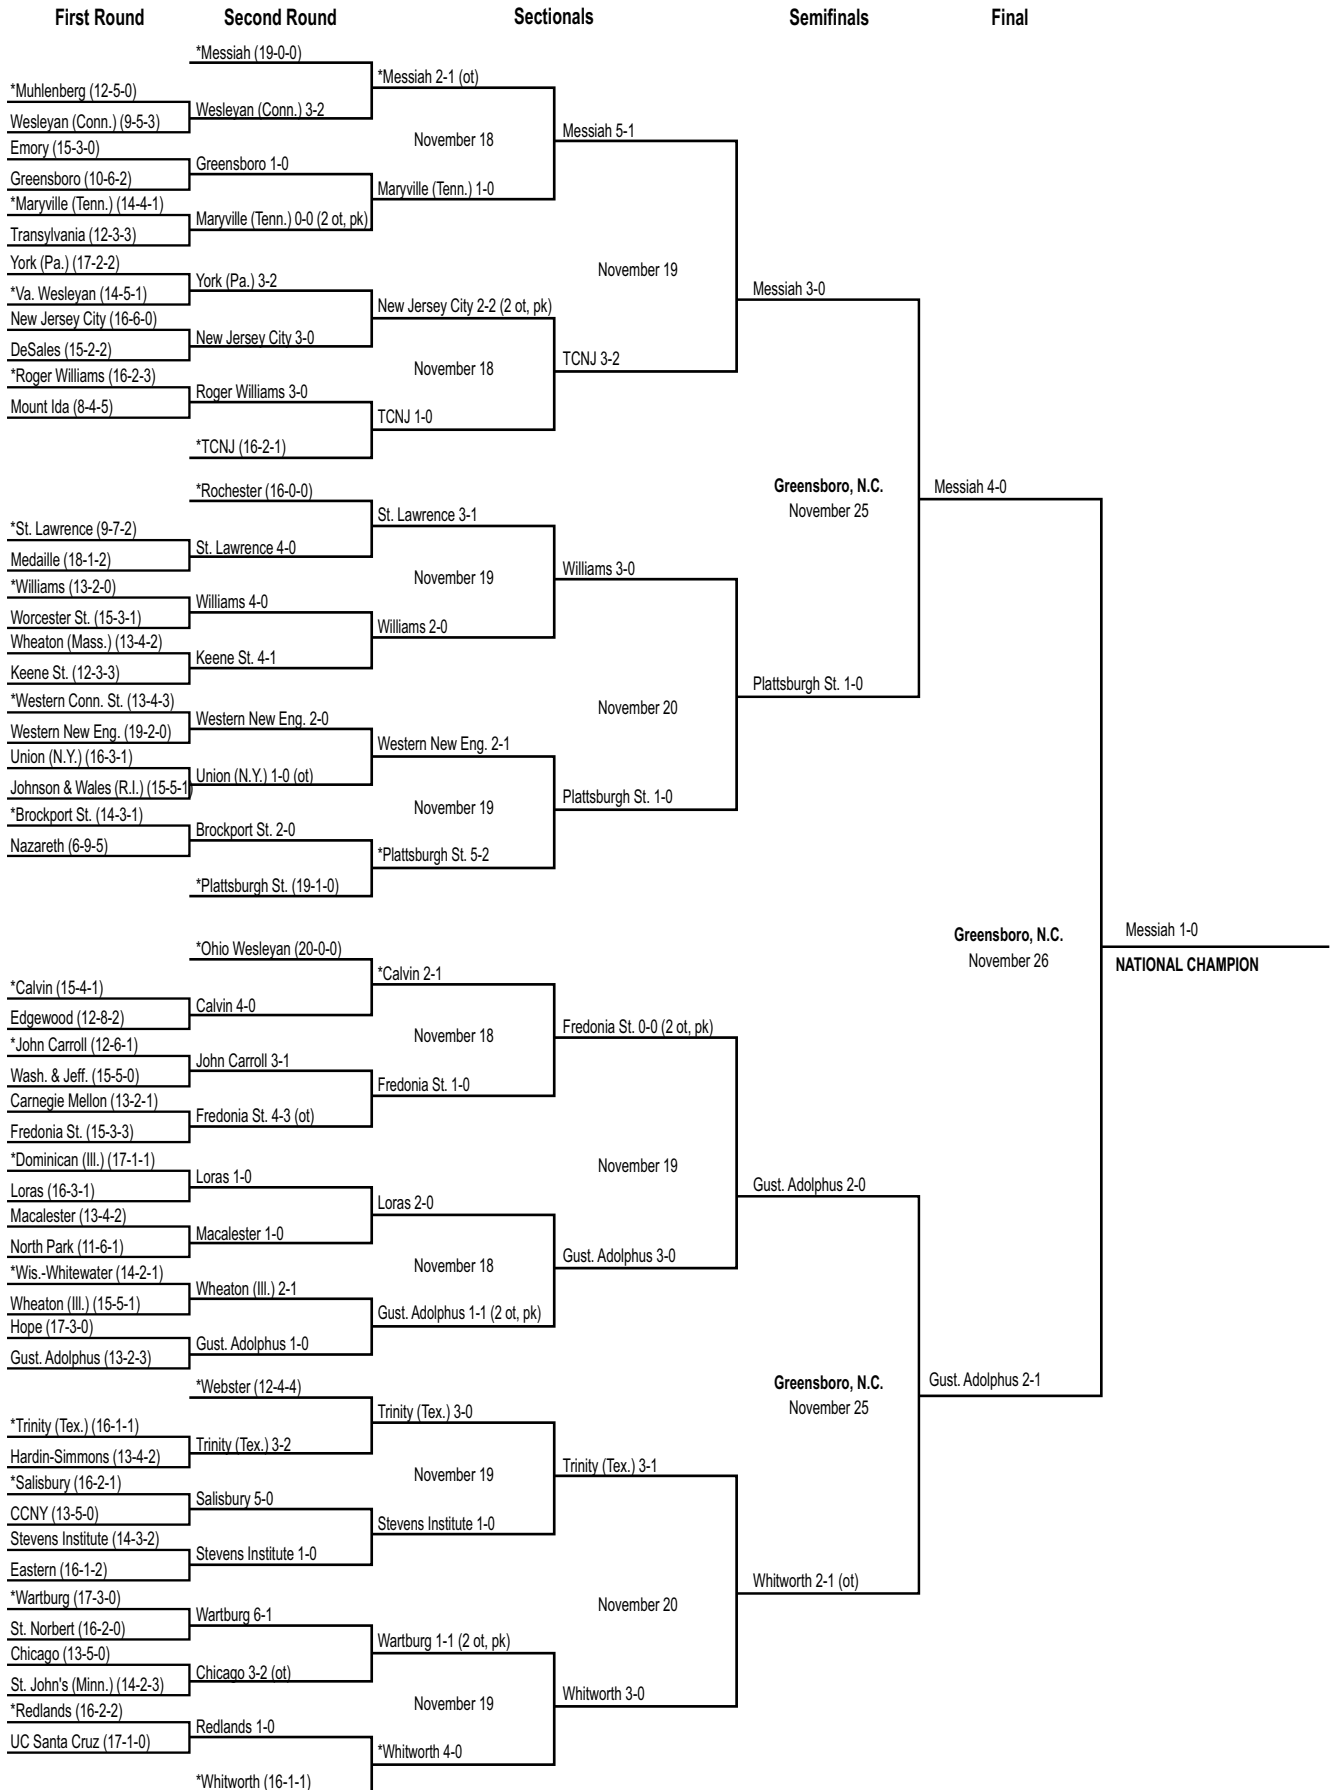 First Round
Second Round
Sectionals
Semifinals
Final
*Muhlenberg (12-5-0)
Wesleyan (Conn.) (9-5-3)
Emory (15-3-0)
Greensboro (10-6-2)
*Maryville (Tenn.) (14-4-1)
Transylvania (12-3-3)
York (Pa.) (17-2-2)
*Va. Wesleyan (14-5-1)
New Jersey City (16-6-0)
DeSales (15-2-2)
*Roger Williams (16-2-3)
Mount Ida (8-4-5)
*St. Lawrence (9-7-2)
Medaille (18-1-2)
*Williams (13-2-0)
Worcester St. (15-3-1)
Wheaton (Mass.) (13-4-2)
Keene St. (12-3-3)
*Western Conn. St. (13-4-3)
Western New Eng. (19-2-0)
Union (N.Y.) (16-3-1)
Johnson & Wales (R.I.) (15-5-1)
*Brockport St. (14-3-1)
Nazareth (6-9-5)
*Calvin (15-4-1)
Edgewood (12-8-2)
*John Carroll (12-6-1)
Wash. & Jeff. (15-5-0)
Carnegie Mellon (13-2-1)
Fredonia St. (15-3-3)
*Dominican (Ill.) (17-1-1)
Loras (16-3-1)
Macalester (13-4-2)
North Park (11-6-1)
*Wis.-Whitewater (14-2-1)
Wheaton (Ill.) (15-5-1)
Hope (17-3-0)
Gust. Adolphus (13-2-3)
*Trinity (Tex.) (16-1-1)
Hardin-Simmons (13-4-2)
*Salisbury (16-2-1)
CCNY (13-5-0)
Stevens Institute (14-3-2)
Eastern (16-1-2)
*Wartburg (17-3-0)
St. Norbert (16-2-0)
Chicago (13-5-0)
St. John's (Minn.) (14-2-3)
*Redlands (16-2-2)
UC Santa Cruz (17-1-0)
*Messiah (19-0-0)
Wesleyan (Conn.) 3-2
Greensboro 1-0
Maryville (Tenn.) 0-0 (2 ot, pk)
York (Pa.) 3-2
New Jersey City 3-0
Roger Williams 3-0
*TCNJ (16-2-1)
*Rochester (16-0-0)
St. Lawrence 4-0
Williams 4-0
Keene St. 4-1
Western New Eng. 2-0
Union (N.Y.) 1-0 (ot)
Brockport St. 2-0
*Plattsburgh St. (19-1-0)
*Ohio Wesleyan (20-0-0)
Calvin 4-0
John Carroll 3-1
Fredonia St. 4-3 (ot)
Loras 1-0
Macalester 1-0
Wheaton (Ill.) 2-1
Gust. Adolphus 1-0
*Webster (12-4-4)
Trinity (Tex.) 3-2
Salisbury 5-0
Stevens Institute 1-0
Wartburg 6-1
Chicago 3-2 (ot)
Redlands 1-0
*Whitworth (16-1-1)
*Messiah 2-1 (ot)
November 18
Maryville (Tenn.) 1-0
New Jersey City 2-2 (2 ot, pk)
November 18
TCNJ 1-0
St. Lawrence 3-1
November 19
Williams 2-0
Western New Eng. 2-1
November 19
*Plattsburgh St. 5-2
*Calvin 2-1
November 18
Fredonia St. 1-0
Loras 2-0
November 18
Gust. Adolphus 1-1 (2 ot, pk)
Trinity (Tex.) 3-0
November 19
Stevens Institute 1-0
Wartburg 1-1 (2 ot, pk)
November 19
*Whitworth 4-0
Messiah 5-1
November 19
TCNJ 3-2
Williams 3-0
November 20
Plattsburgh St. 1-0
Fredonia St. 0-0 (2 ot, pk)
November 19
Gust. Adolphus 3-0
Trinity (Tex.) 3-1
November 20
Whitworth 3-0
Messiah 3-0
Greensboro, N.C.
November 25
Plattsburgh St. 1-0
Gust. Adolphus 2-0
Greensboro, N.C.
November 25
Whitworth 2-1 (ot)
Messiah 4-0
Greensboro, N.C.
November 26
Gust. Adolphus 2-1
Messiah 1-0
NATIONAL CHAMPION